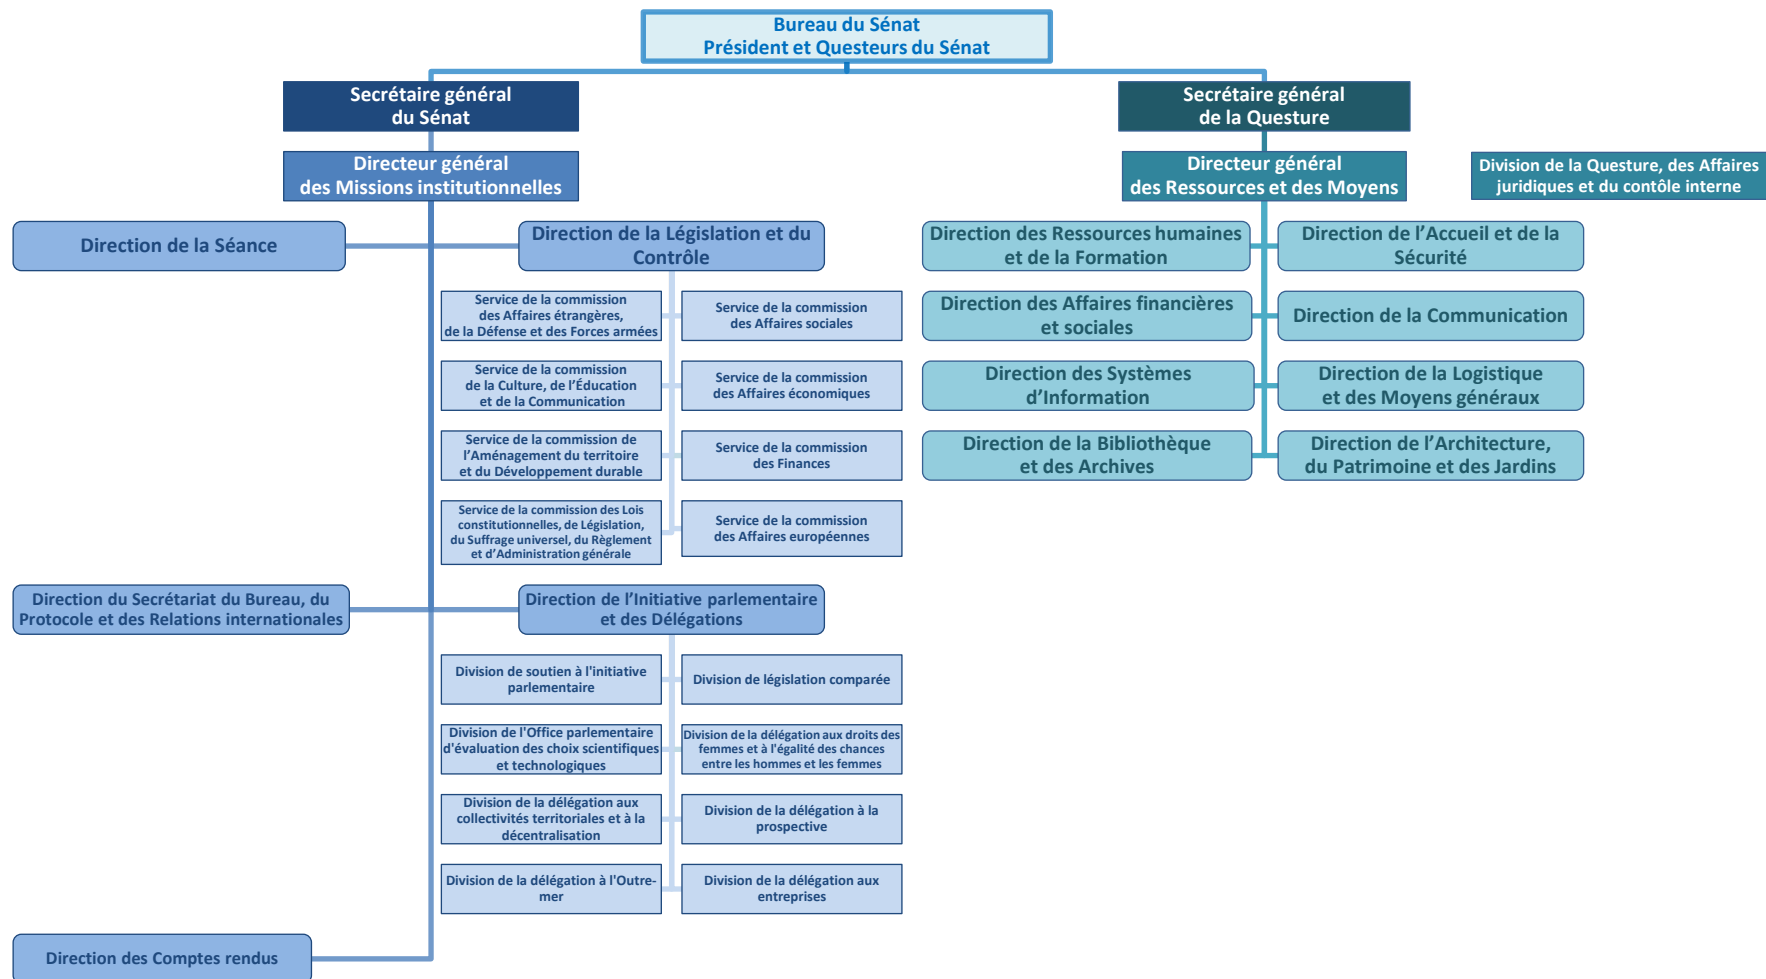 Bureau du Sénat
Président et Questeurs du Sénat
Secrétaire général
du Sénat
Secrétaire général
de la Questure
Directeur général
des Missions institutionnelles
Directeur général
des Ressources et des Moyens
Division de la Questure, des Affaires
juridiques et du contôle interne
Direction de la Séance
Direction de la Législation et du
Contrôle
Direction des Ressources humaines
et de la Formation
Direction de l’Accueil et de la
Sécurité
Service de la commission
des Affaires étrangères,
de la Défense et des Forces armées
Service de la commission
des Affaires sociales
Direction des Affaires financières
et sociales
Direction de la Communication
Service de la commission
de la Culture, de l’Éducation
et de la Communication
Service de la commission
des Affaires économiques
Direction des Systèmes
d’Information
Direction de la Logistique
et des Moyens généraux
Service de la commission de
l’Aménagement du territoire
et du Développement durable
Service de la commission
des Finances
Direction de la Bibliothèque
et des Archives
Direction de l’Architecture,
du Patrimoine et des Jardins
Service de la commission des Lois
constitutionnelles, de Législation,
du Suffrage universel, du Règlement
et d’Administration générale
Service de la commission
des Affaires européennes
Direction du Secrétariat du Bureau, du
Protocole et des Relations internationales
Direction de l’Initiative parlementaire
et des Délégations
Division de soutien à l'initiative
parlementaire
Division de législation comparée
Division de l'Office parlementaire
d'évaluation des choix scientifiques
et technologiques
Division de la délégation aux droits des
femmes et à l'égalité des chances
entre les hommes et les femmes
Division de la délégation aux
collectivités territoriales et à la
décentralisation
Division de la délégation à la
prospective
Division de la délégation à l'Outre-
mer
Division de la délégation aux
entreprises
Direction des Comptes rendus